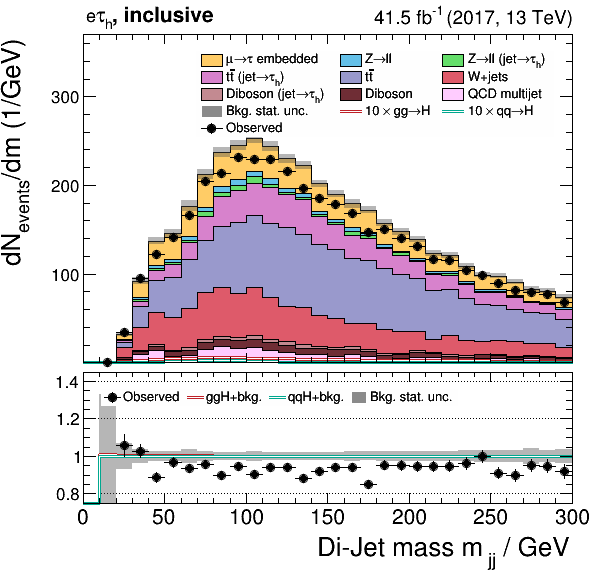 eτh, inclusive 41.5 fb⁻¹ (2017, 13 TeV)
dNevents/dm (1/GeV)
μ→τ embedded Z→ll Z→ll (jet→τh)
tt̄ (jet→τh) tt̄ W+jets
Diboson (jet→τh) Diboson QCD multijet
Bkg. stat. unc. 10 × gg→H 10 × qq→H
Observed
300
200
100
Observed ggH+bkg. qqH+bkg. Bkg. stat. unc.
1.4
1.2
1
0.8
0 50 100 150 200 250 300
Di-Jet mass mjj / GeV